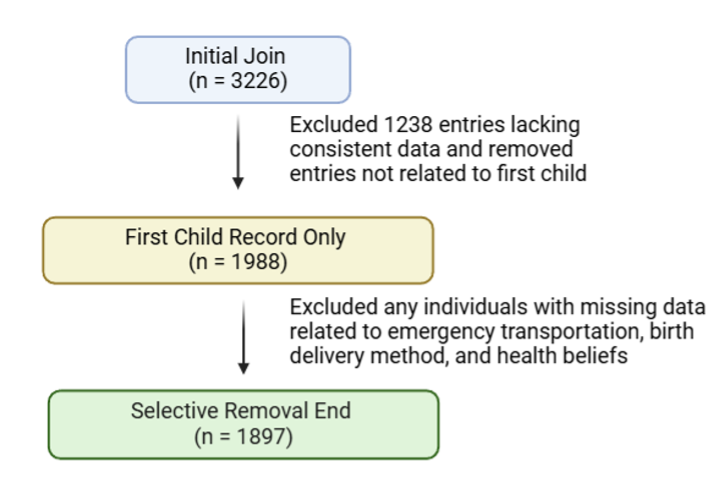 Initial Join
(n = 3226)
Excluded 1238 entries lacking
consistent data and removed
entries not related to first child
First Child Record Only
(n = 1988)
Excluded any individuals with missing data
related to emergency transportation, birth
delivery method, and health beliefs
Selective Removal End
(n = 1897)